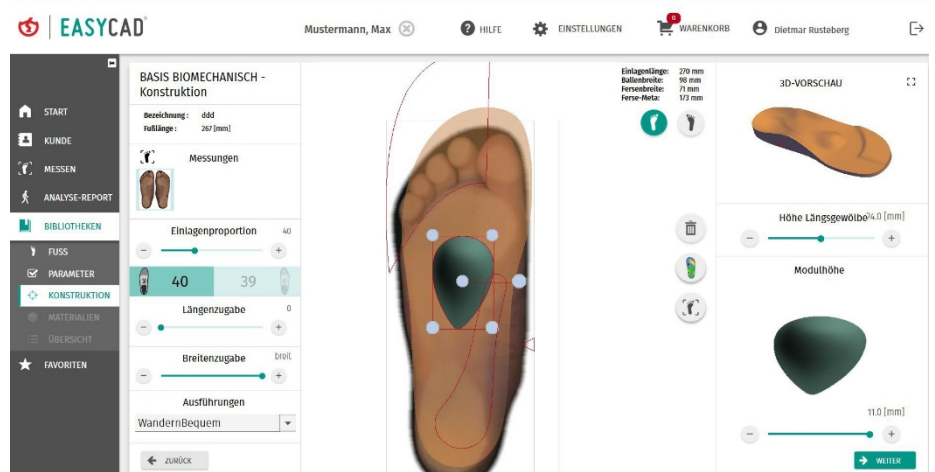 EASYCAD
Mustermann, Max
HILFE
EINSTELLUNGEN
0
WARENKORB
Dietmar Rusteberg
START
KUNDE
MESSEN
ANALYSE-REPORT
BIBLIOTHEKEN
FUSS
PARAMETER
KONSTRUKTION
MATERIALIEN
ÜBERSICHT
FAVORITEN
BASIS BIOMECHANISCH -
Konstruktion
Bezeichnung : ddd
Fußlänge : 267 [mm]
Messungen
Einlagenproportion 40
40 39
Längenzugabe 0
Breitenzugabe breit
Ausführungen
WandernBequem
ZURÜCK
Einlagenlänge: 270 mm
Ballenbreite: 98 mm
Fersenbreite: 71 mm
Ferse-Meta: 173 mm
3D-VORSCHAU
Höhe Längsgewölbe 24.0 [mm]
Modulhöhe
11.0 [mm]
WEITER